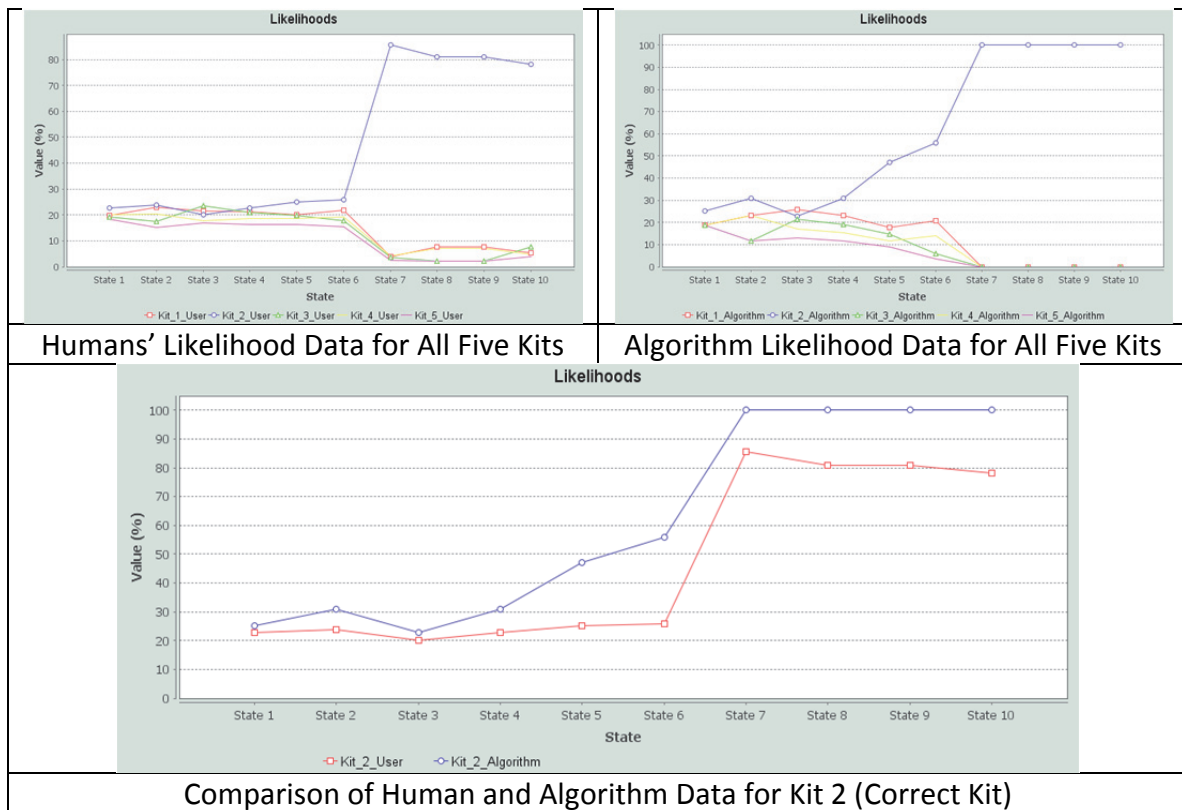 Likelihoods
Value (%)
80
70
60
50
40
30
20
10
0
State 1 State 2 State 3 State 4 State 5 State 6 State 7 State 8 State 9 State 10
State
Kit_1_User Kit_2_User Kit_3_User Kit_4_User Kit_5_User
Humans’ Likelihood Data for All Five Kits
Likelihoods
Value (%)
100
90
80
70
60
50
40
30
20
10
0
State 1 State 2 State 3 State 4 State 5 State 6 State 7 State 8 State 9 State 10
State
Kit_1_Algorithm Kit_2_Algorithm Kit_3_Algorithm Kit_4_Algorithm Kit_5_Algorithm
Algorithm Likelihood Data for All Five Kits
Likelihoods
Value (%)
100
90
80
70
60
50
40
30
20
10
0
State 1 State 2 State 3 State 4 State 5 State 6 State 7 State 8 State 9 State 10
State
Kit_2_User Kit_2_Algorithm
Comparison of Human and Algorithm Data for Kit 2 (Correct Kit)